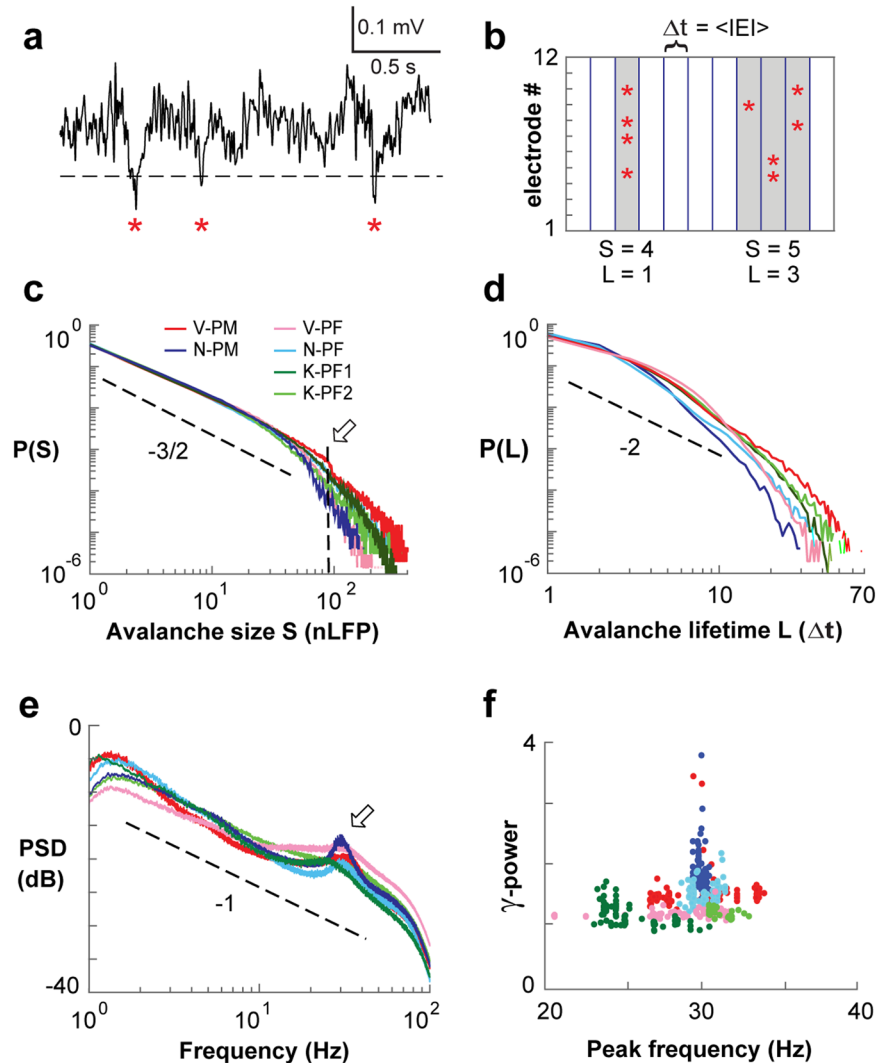 a
0.1 mV
0.5 s
* * *
b
Δt = <IEI>
electrode #
12
1
* * * *
* * * * *
S = 4
L = 1
S = 5
L = 3
c
P(S)
10^0
10^-6
V-PM
N-PM
V-PF
N-PF
K-PF1
K-PF2
-3/2
10^0 10^1 10^2
Avalanche size S (nLFP)
d
P(L)
10^0
10^-6
-2
1 10 70
Avalanche lifetime L (Δt)
e
PSD
(dB)
0
-40
-1
10^0 10^1 10^2
Frequency (Hz)
f
γ-power
4
2
0
20 30 40
Peak frequency (Hz)